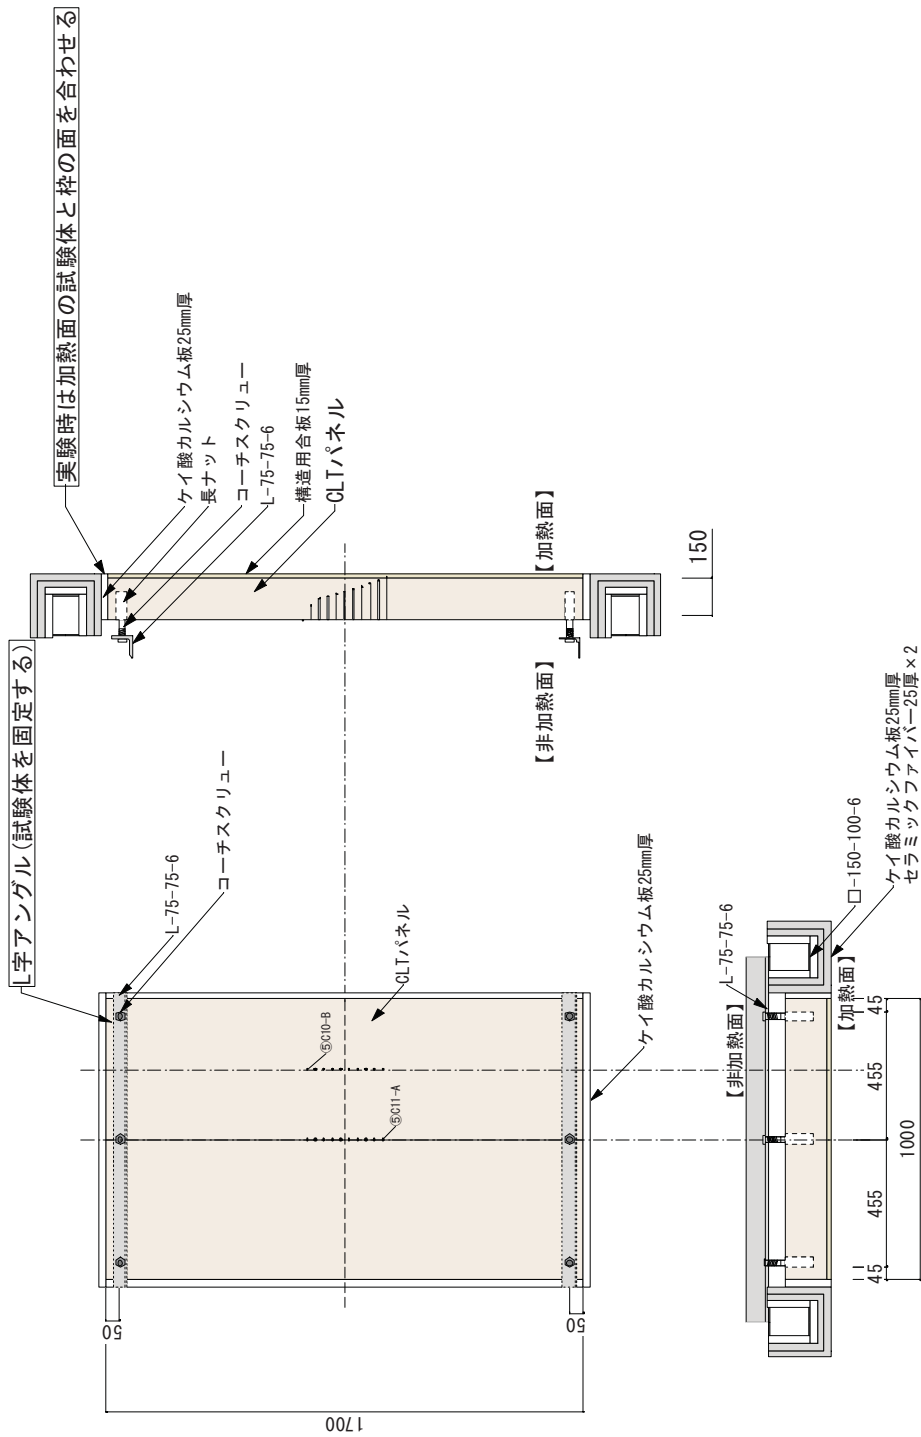 実験時は加熱面の試験体と枠の面を合わせる
ケイ酸カルシウム板25mm厚
長ナット
コーチスクリュー
L-75-75-6
構造用合板15mm厚
CLTパネル
【加熱面】
【非加熱面】
150
L字アングル(試験体を固定する)
L-75-75-6
コーチスクリュー
⑤C10-B
⑤C11-A
CLTパネル
ケイ酸カルシウム板25mm厚
50
50
1700
L-75-75-6
【非加熱面】
【加熱面】
□-150-100-6
ケイ酸カルシウム板25mm厚
セラミックファイバー25厚×2
45
455
455
45
1000